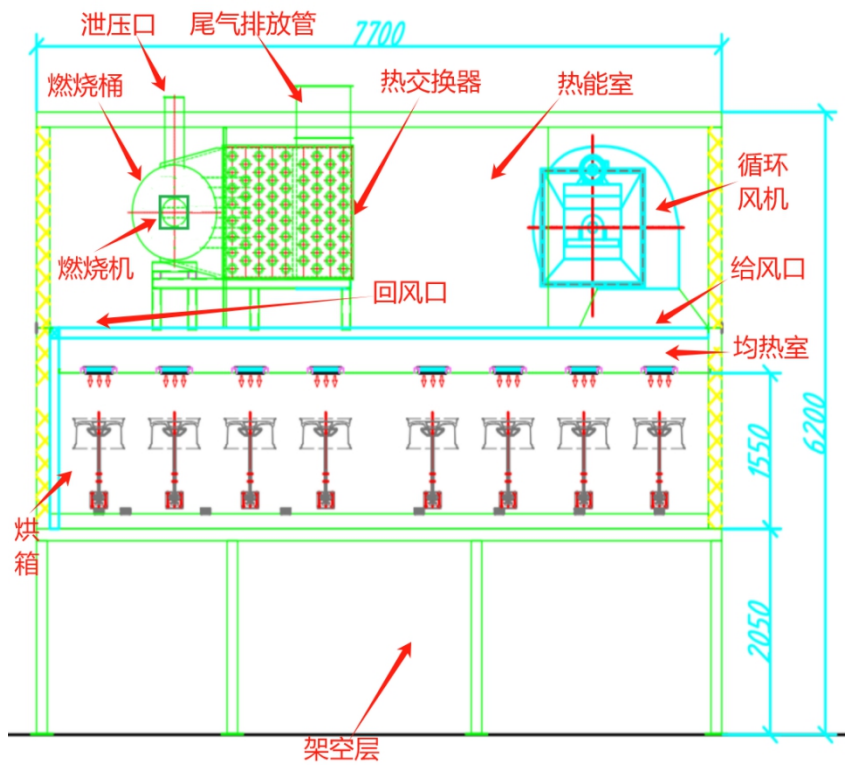 泄压口
尾气排放管
7700
燃烧桶
热交换器
热能室
循环
风机
燃烧机
回风口
给风口
均热室
6200
1550
烘
箱
2050
架空层